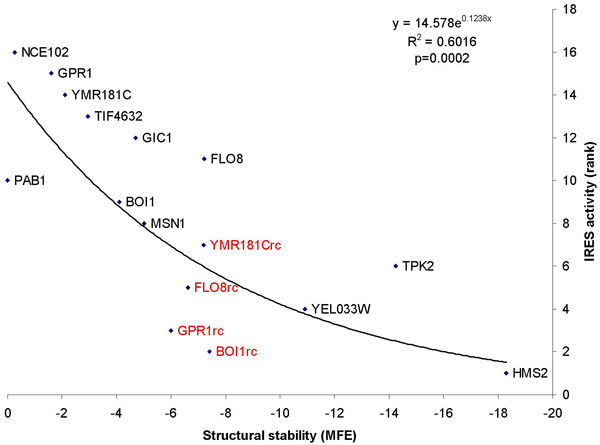 y = 14.578e^0.1238x
R² = 0.6016
p=0.0002
NCE102
GPR1
YMR181C
TIF4632
GIC1
FLO8
PAB1
BOI1
MSN1
YMR181Crc
TPK2
FLO8rc
YEL033W
GPR1rc
BOI1rc
HMS2
18
16
14
12
10
8
6
4
2
0
IRES activity (rank)
0 -2 -4 -6 -8 -10 -12 -14 -16 -18 -20
Structural stability (MFE)